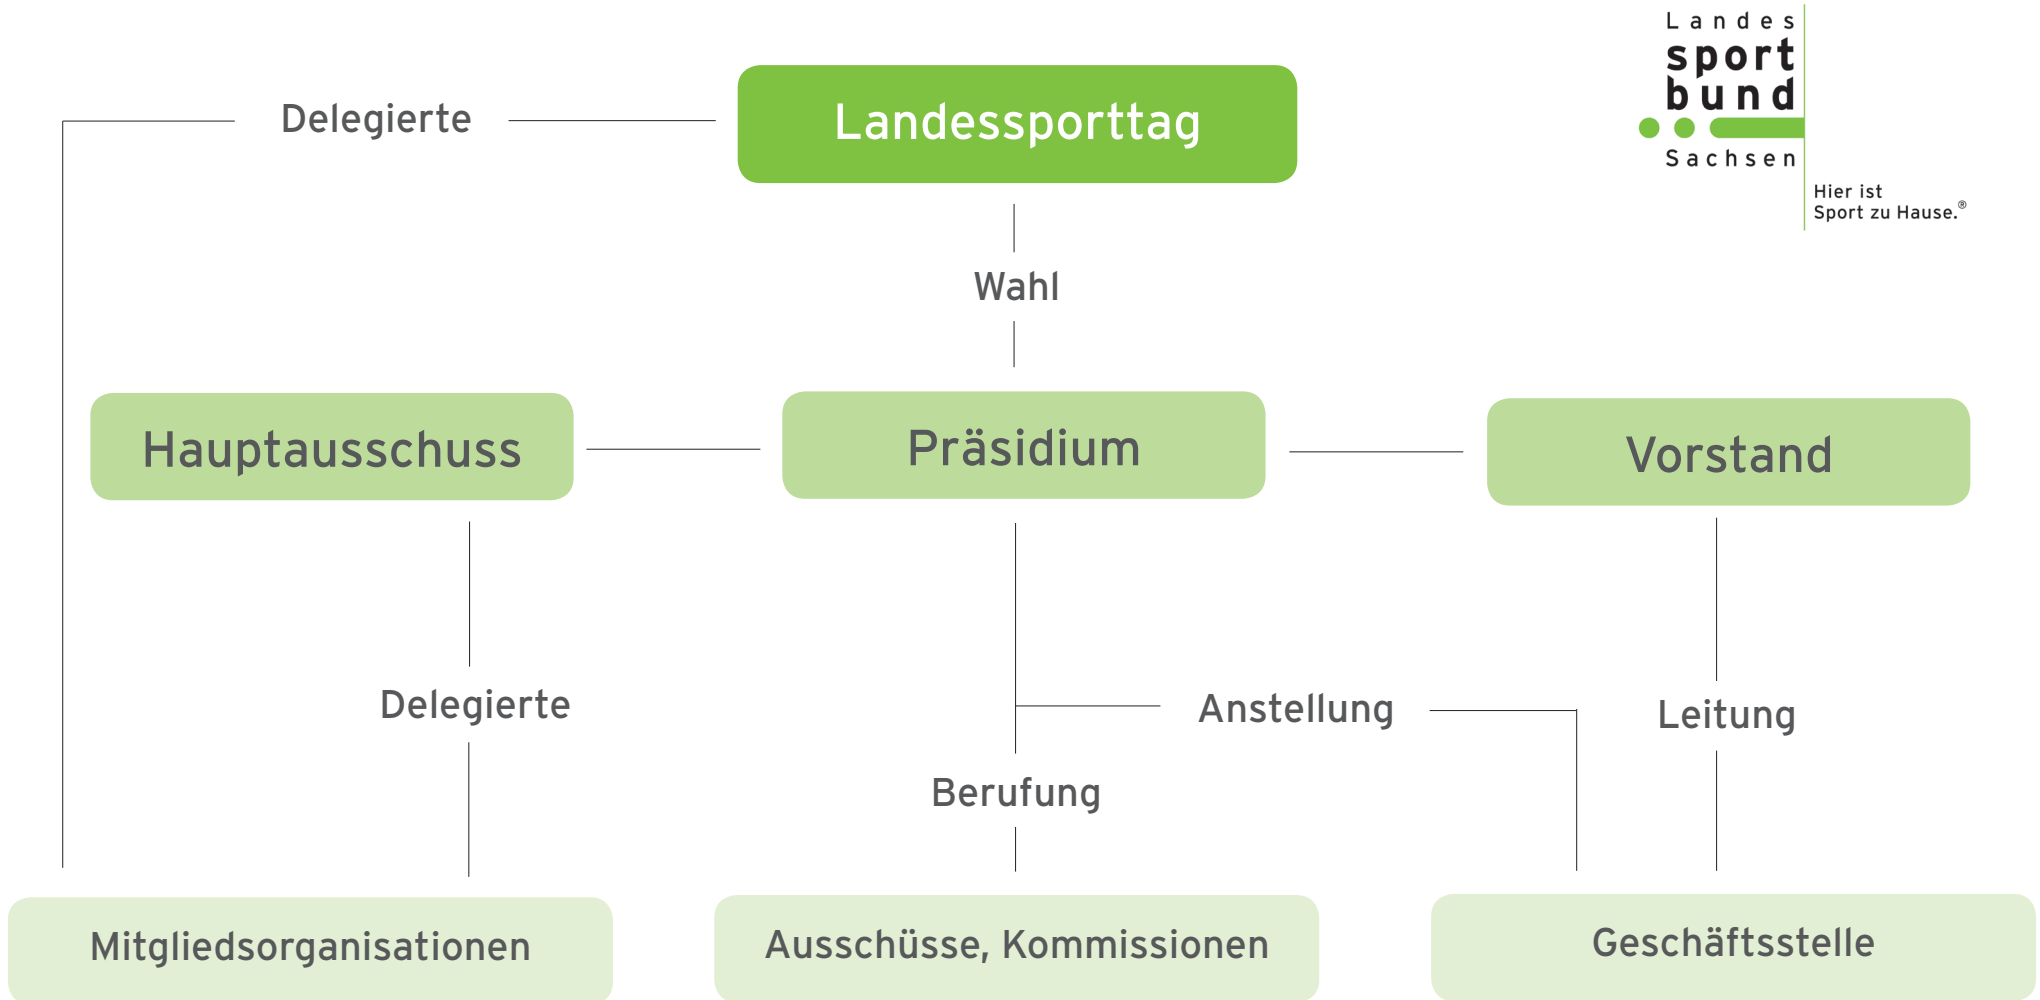 Landes
sport
bund
Sachsen
Hier ist
Sport zu Hause.®
Delegierte
Landessporttag
Wahl
Hauptausschuss
Präsidium
Vorstand
Delegierte
Anstellung
Leitung
Berufung
Mitgliedsorganisationen
Ausschüsse, Kommissionen
Geschäftsstelle